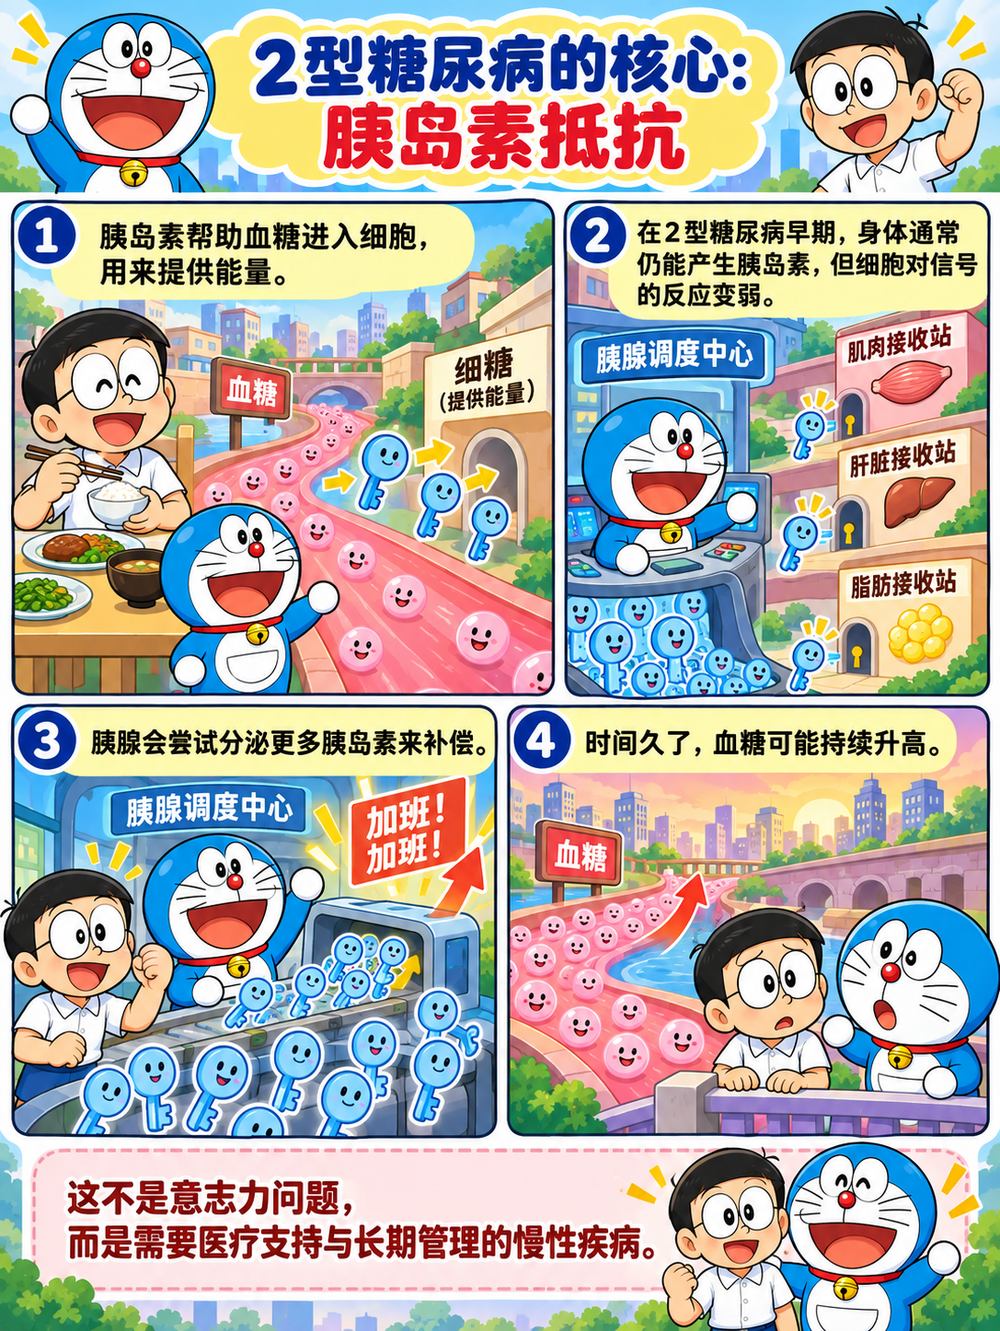 2型糖尿病的核心：
胰岛素抵抗
1
胰岛素帮助血糖进入细胞，
用来提供能量。
血糖
细糖
（提供能量）
2
在2型糖尿病早期，身体通常
仍能产生胰岛素，但细胞对信号
的反应变弱。
胰腺调度中心
肌肉接收站
肝脏接收站
脂肪接收站
3
胰腺会尝试分泌更多胰岛素来补偿。
胰腺调度中心
加班！
加班！
4
时间久了，血糖可能持续升高。
血糖
这不是意志力问题，
而是需要医疗支持与长期管理的慢性疾病。